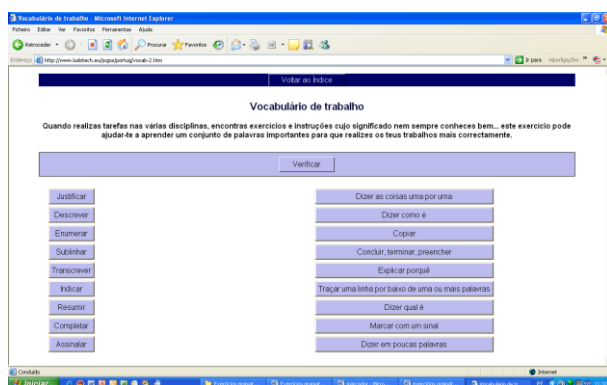 Vocabulário de trabalho - Microsoft Internet Explorer
Ficheiro Editar Ver Favoritos Ferramentas Ajuda
Retroceder Procurar Favoritos
Endereço http://www.ludotech.eu/jogos/portug/vocab-2.htm Ir para Hiperligações
Voltar ao Índice
Vocabulário de trabalho
Quando realizas tarefas nas várias disciplinas, encontras exercícios e instruções cujo significado nem sempre conheces bem... este exercício pode
ajudar-te a aprender um conjunto de palavras importantes para que realizes os teus trabalhos mais correctamente.
Verificar
Justificar Dizer as coisas uma por uma
Descrever Dizer como é
Enumerar Copiar
Sublinhar Concluir, terminar, preencher
Transcrever Explicar porquê
Indicar Traçar uma linha por baixo de uma ou mais palavras
Resumir Dizer qual é
Completar Marcar com um sinal
Assinalar Dizer em poucas palavras
Concluído Internet
Iniciar PT